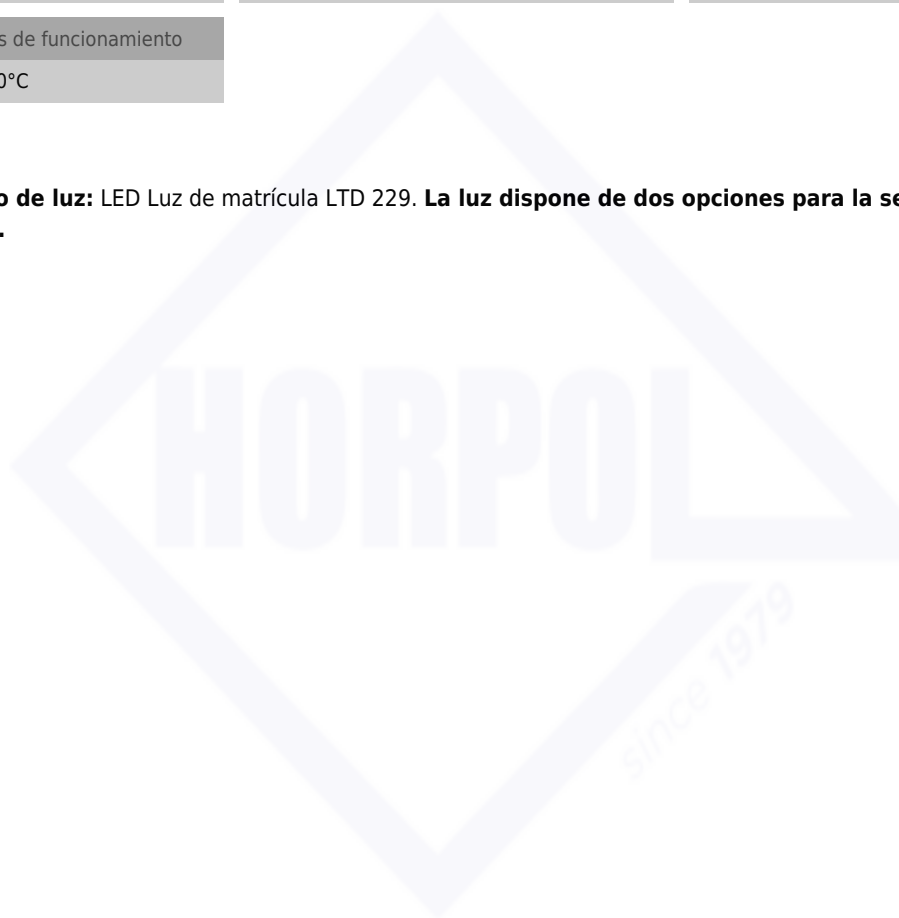 s de funcionamiento
0°C
o de luz: LED Luz de matrícula LTD 229. La luz dispone de dos opciones para la se
.
HORPOL
since 1979